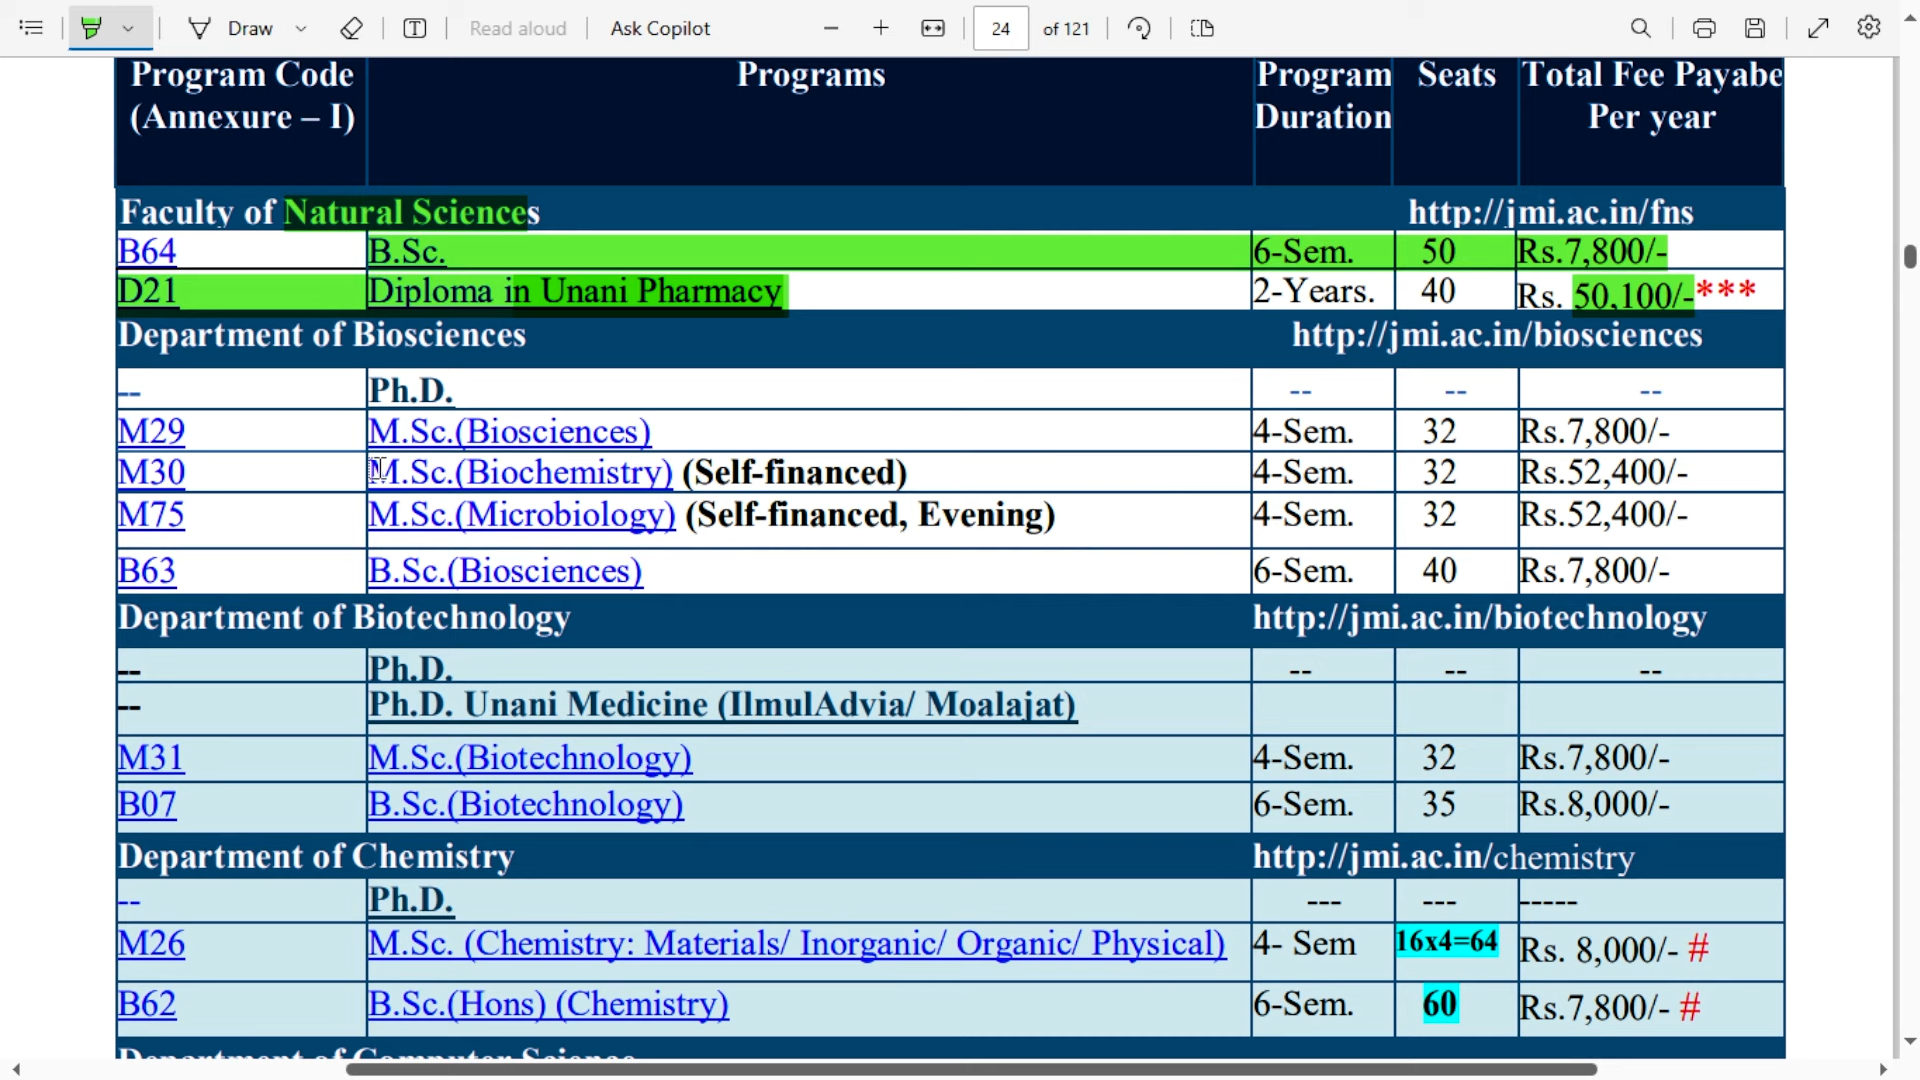 Draw
Read aloud
Ask Copilot
24 of 121
Program Code (Annexure – I) Programs Program Duration Seats Total Fee Payabe Per year
Faculty of Natural Sciences http://jmi.ac.in/fns
B64 B.Sc. 6-Sem. 50 Rs.7,800/-
D21 Diploma in Unani Pharmacy 2-Years. 40 Rs. 50,100/-***
Department of Biosciences http://jmi.ac.in/biosciences
-- Ph.D. -- -- --
M29 M.Sc.(Biosciences) 4-Sem. 32 Rs.7,800/-
M30 M.Sc.(Biochemistry) (Self-financed) 4-Sem. 32 Rs.52,400/-
M75 M.Sc.(Microbiology) (Self-financed, Evening) 4-Sem. 32 Rs.52,400/-
B63 B.Sc.(Biosciences) 6-Sem. 40 Rs.7,800/-
Department of Biotechnology http://jmi.ac.in/biotechnology
-- Ph.D. -- -- --
-- Ph.D. Unani Medicine (IlmulAdvia/ Moalajat)
M31 M.Sc.(Biotechnology) 4-Sem. 32 Rs.7,800/-
B07 B.Sc.(Biotechnology) 6-Sem. 35 Rs.8,000/-
Department of Chemistry http://jmi.ac.in/chemistry
-- Ph.D. --- --- -----
M26 M.Sc. (Chemistry: Materials/ Inorganic/ Organic/ Physical) 4- Sem 16x4=64 Rs. 8,000/- #
B62 B.Sc.(Hons) (Chemistry) 6-Sem. 60 Rs.7,800/- #
Department of Computer Science